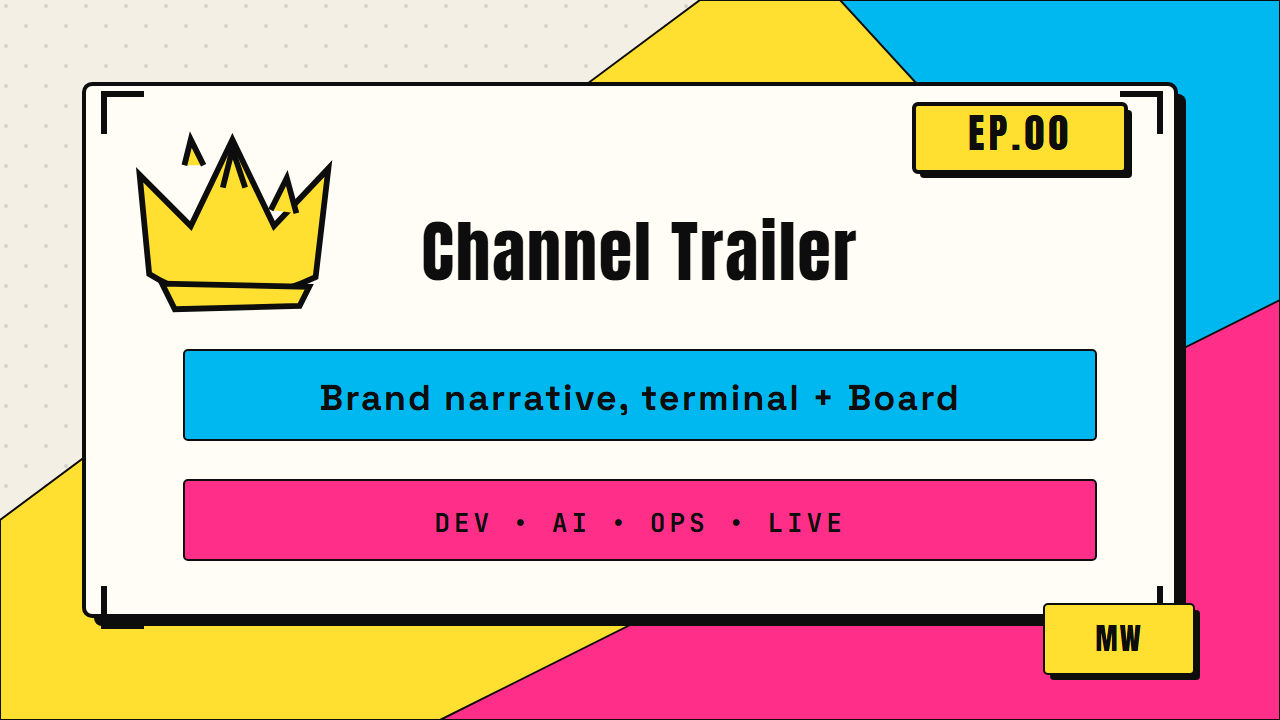 EP.00
Channel Trailer
Brand narrative, terminal + Board
DEV • AI • OPS • LIVE
MW